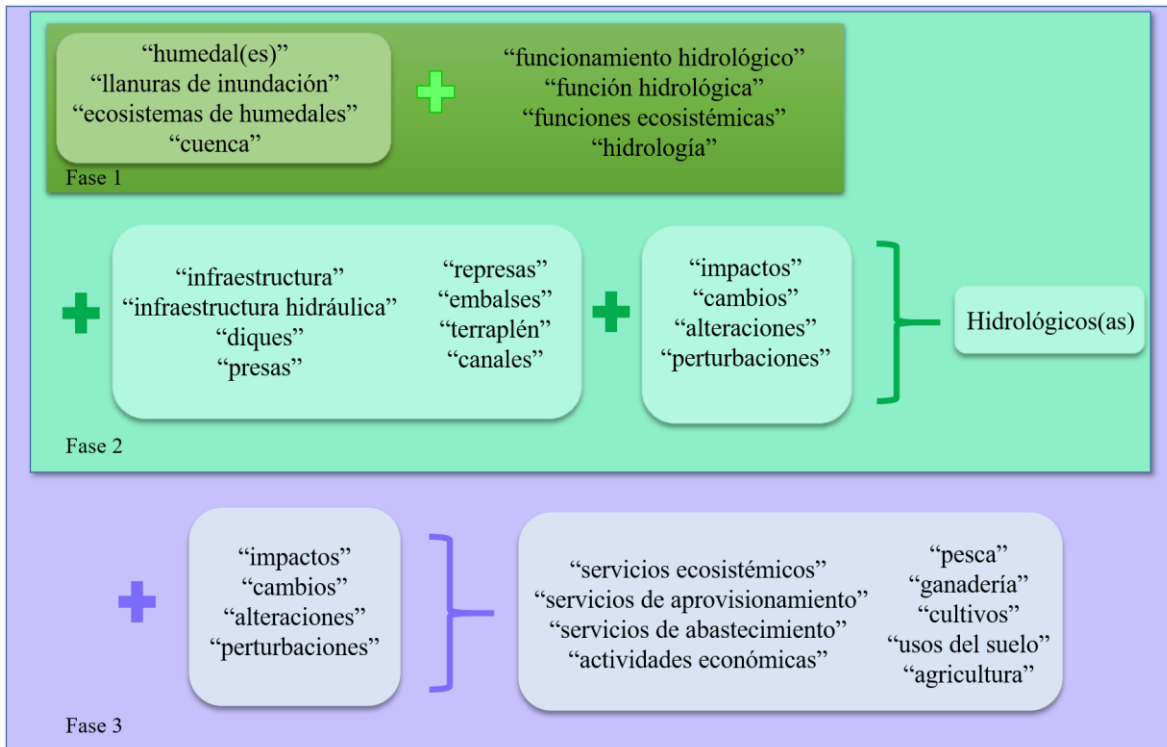 “humedal(es)”
“llanuras de inundación”
“ecosistemas de humedales”
“cuenca”
“funcionamiento hidrológico”
“función hidrológica”
“funciones ecosistémicas”
“hidrología”
Fase 1
“infraestructura”
“infraestructura hidráulica”
“diques”
“presas”
“represas”
“embalses”
“terraplén”
“canales”
“impactos”
“cambios”
“alteraciones”
“perturbaciones”
Hidrológicos(as)
Fase 2
“impactos”
“cambios”
“alteraciones”
“perturbaciones”
“servicios ecosistémicos”
“servicios de aprovisionamiento”
“servicios de abastecimiento”
“actividades económicas”
“pesca”
“ganadería”
“cultivos”
“usos del suelo”
“agricultura”
Fase 3